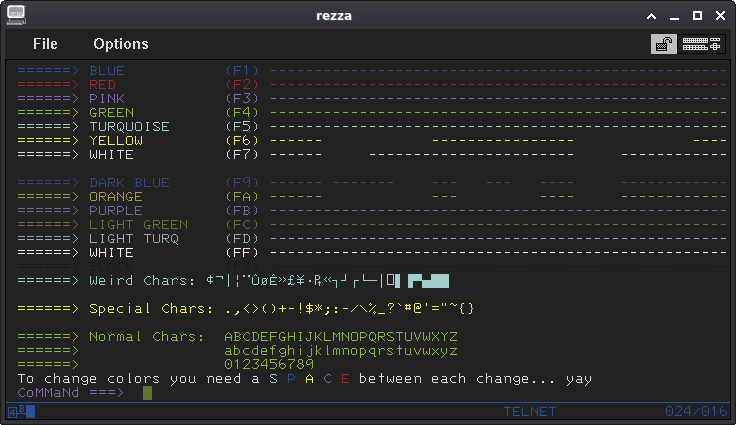 rezza
File Options
======> BLUE (F1) ------------------------------------------------------
======> RED (F2) ------------------------------------------------------
======> PINK (F3) ------------------------------------------------------
======> GREEN (F4) ------------------------------------------------------
======> TURQUOISE (F5) ------------------------------------------------------
======> YELLOW (F6) ------ ----------------- ----
======> WHITE (F7) ------ ---------------- -------------
======> DARK BLUE (F9) ------------ --- --- ---- -------------
======> ORANGE (FA) ------------------------------------------------------
======> PURPLE (FB) ------------------------------------------------------
======> LIGHT GREEN (FC) ------------------------------------------------------
======> LIGHT TURQ (FD) ------------------------------------------------------
======> WHITE (FF) ------------------------------------------------------
======> Weird Chars: ¢¬|¦¨ÛøÊ»£¥·₧«┐┘┌└─│
======> Special Chars: .,<>()+-!$*;:-/\%_?`#@'="~{}
======> Normal Chars: ABCDEFGHIJKLMNOPQRSTUVWXYZ
======> abcdefghijklmnopqrstuvwxyz
======> 0123456789
To change colors you need a S P A C E between each change... yay
CoMMaNd ===>
4 B TELNET 024/016